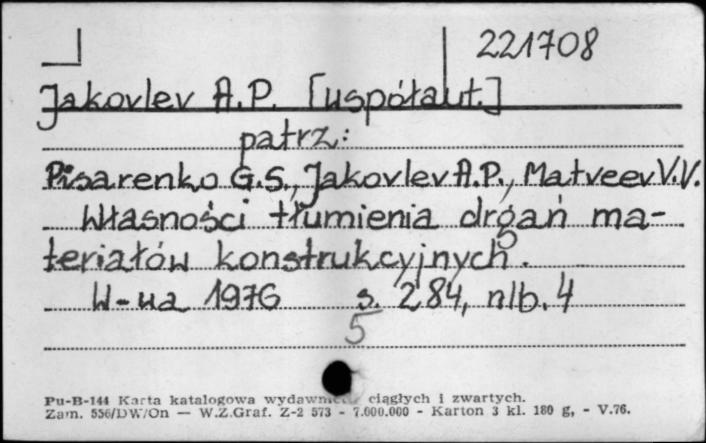 221708
Jakovlev A.P. [współaut.]
patrz:
Pisarenko G.S., Jakovlev A.P., Matveev V.V.
Własności tłumienia drgań ma-
teriałów konstrukcyjnych.
W-wa 1976 s. 284, nlb. 4
5
Pu-B-144 Karta katalogowa ciągłych i zwartych.
Zam. 556/DW/On — W.Z.Graf. Z-2 573 - 7.000.000 - Karton 3 kl. 180 g, - V.76.